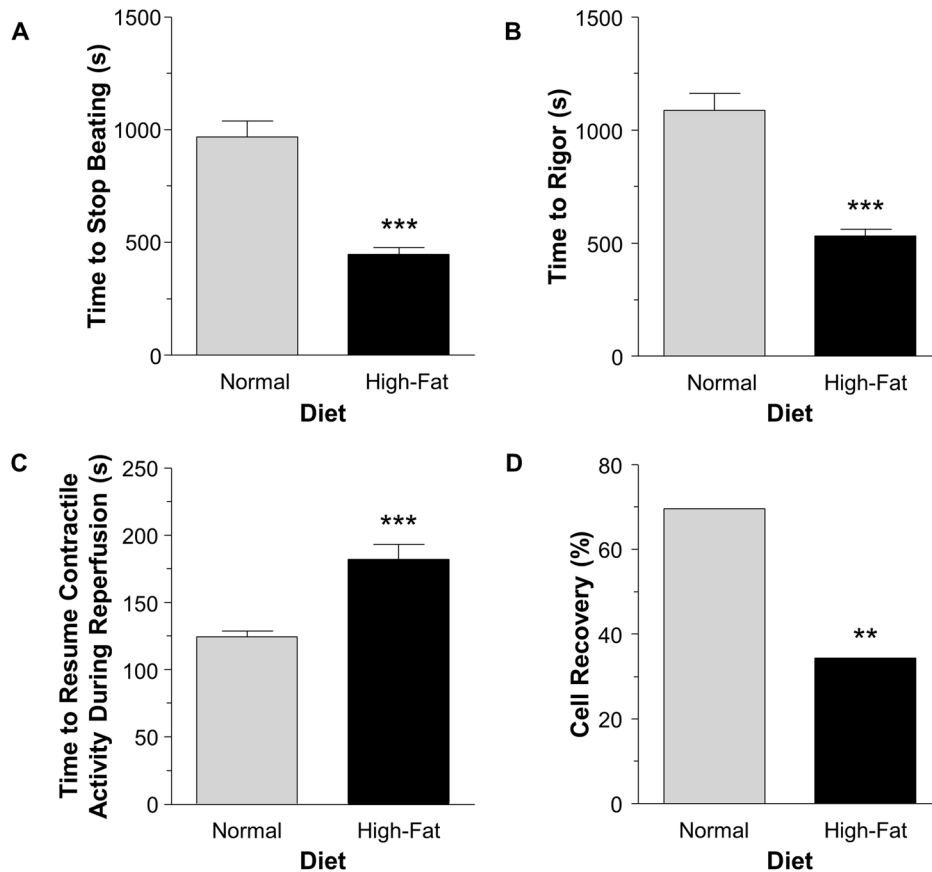 A
Time to Stop Beating (s)
1500
1000
500
0
***
Normal
High-Fat
Diet
B
Time to Rigor (s)
1500
1000
500
0
***
Normal
High-Fat
Diet
C
Time to Resume Contractile
Activity During Reperfusion (s)
250
200
150
100
50
0
***
Normal
High-Fat
Diet
D
Cell Recovery (%)
80
60
40
20
0
**
Normal
High-Fat
Diet